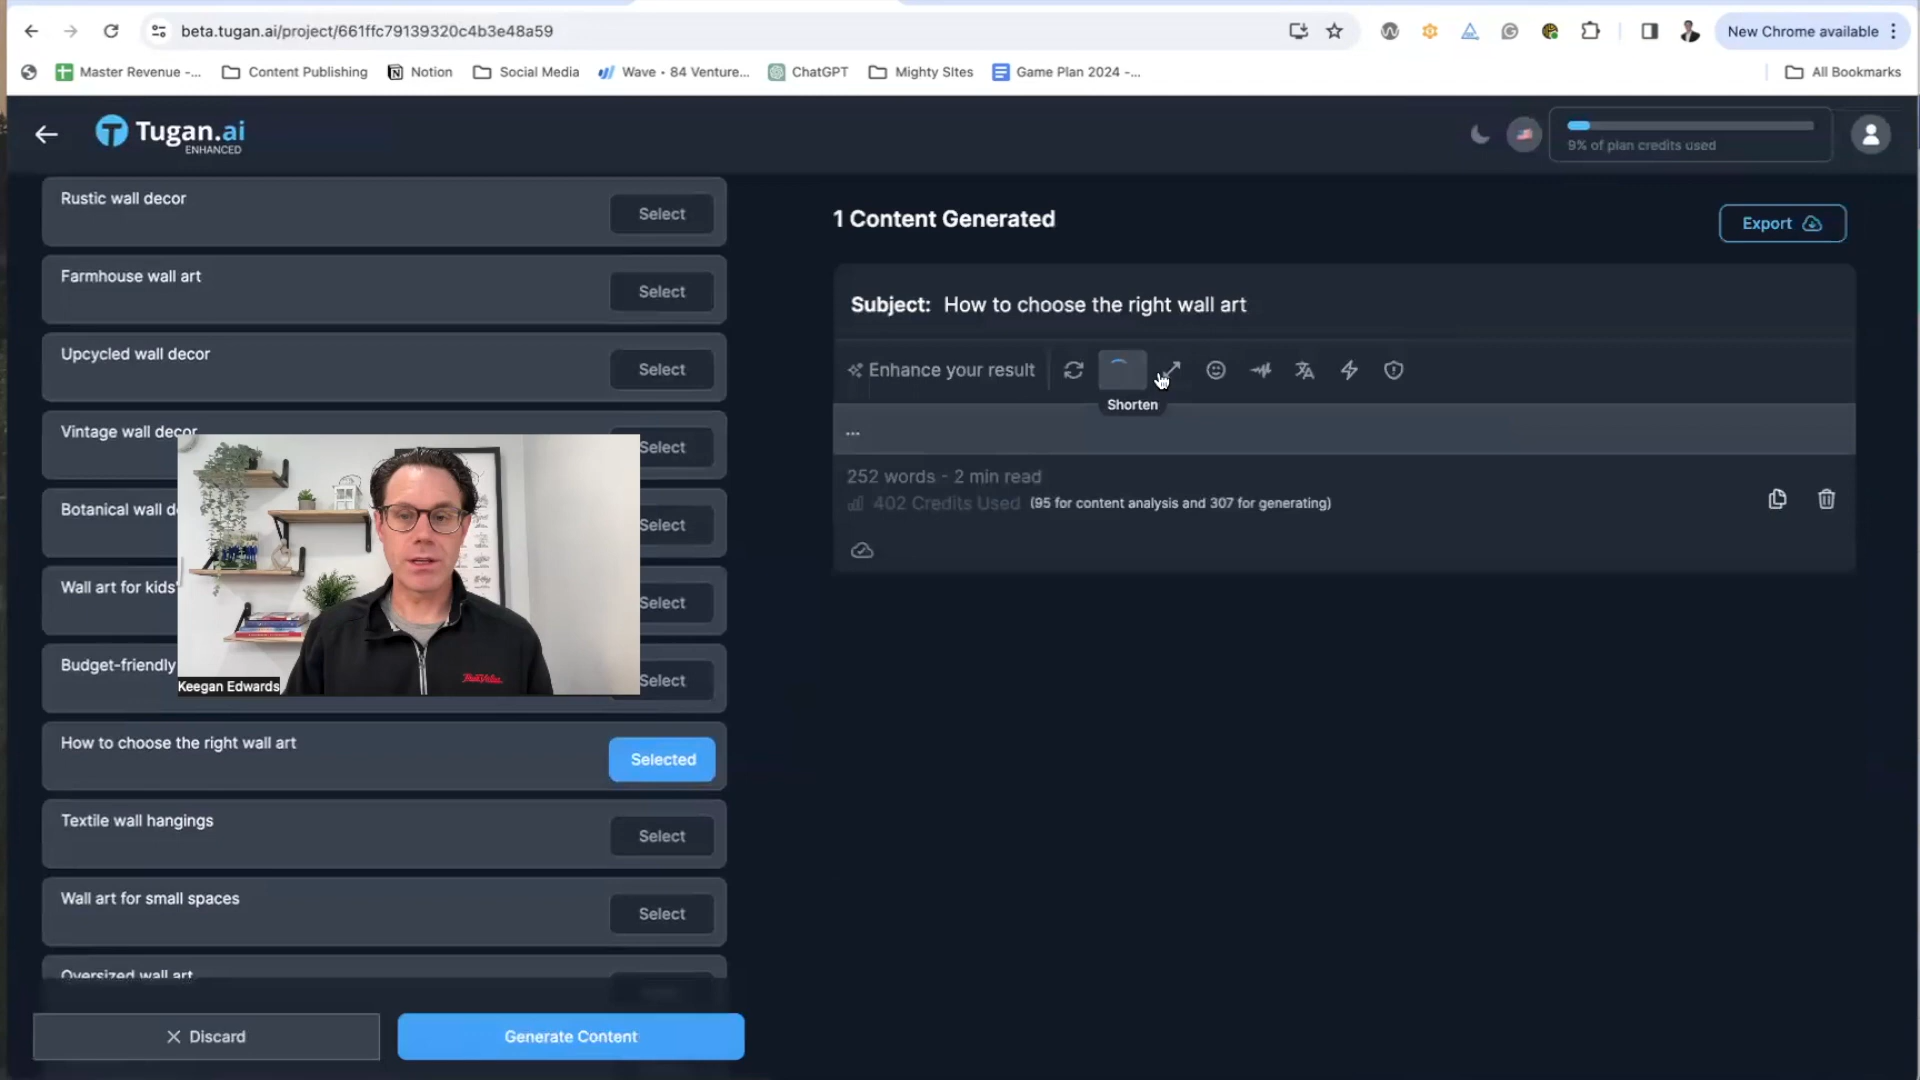 beta.tugan.ai/project/661ffc79139320c4b3e48a59
New Chrome available
Master Revenue -...
Content Publishing
Notion
Social Media
Wave • 84 Venture...
ChatGPT
Mighty SItes
Game Plan 2024 -...
All Bookmarks
Tugan.ai
ENHANCED
9% of plan credits used
Rustic wall decor
Select
Farmhouse wall art
Select
Upcycled wall decor
Select
Vintage wall decor
Select
Botanical wall d
Select
Wall art for kids'
Select
Budget-friendly
Select
Keegan Edwards
How to choose the right wall art
Selected
Textile wall hangings
Select
Wall art for small spaces
Select
Oversized wall art
Discard
Generate Content
1 Content Generated
Export
Subject: How to choose the right wall art
Enhance your result
Shorten
...
252 words - 2 min read
402 Credits Used (95 for content analysis and 307 for generating)